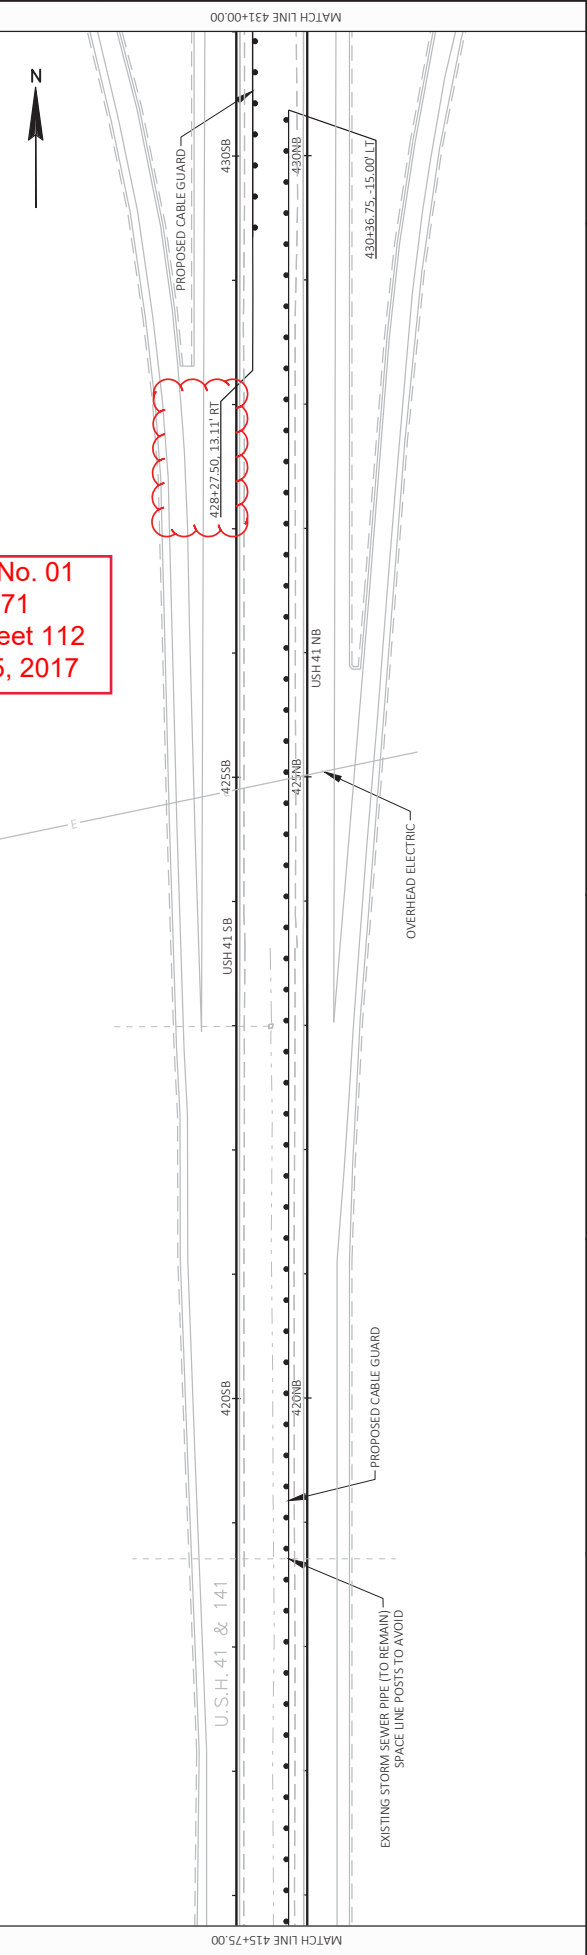 MATCH LINE 431+00.00
N
PROPOSED CABLE GUARD
430SB
430NB
430+36.75, -15.00' LT
428+27.50, 13.11' RT
No. 01
71
eet 112
5, 2017
USH 41 NB
425SB
425NB
E
OVERHEAD ELECTRIC
USH 41 SB
420SB
420NB
PROPOSED CABLE GUARD
U.S.H. 41 & 141
EXISTING STORM SEWER PIPE (TO REMAIN)
SPACE LINE POSTS TO AVOID
MATCH LINE 415+75.00